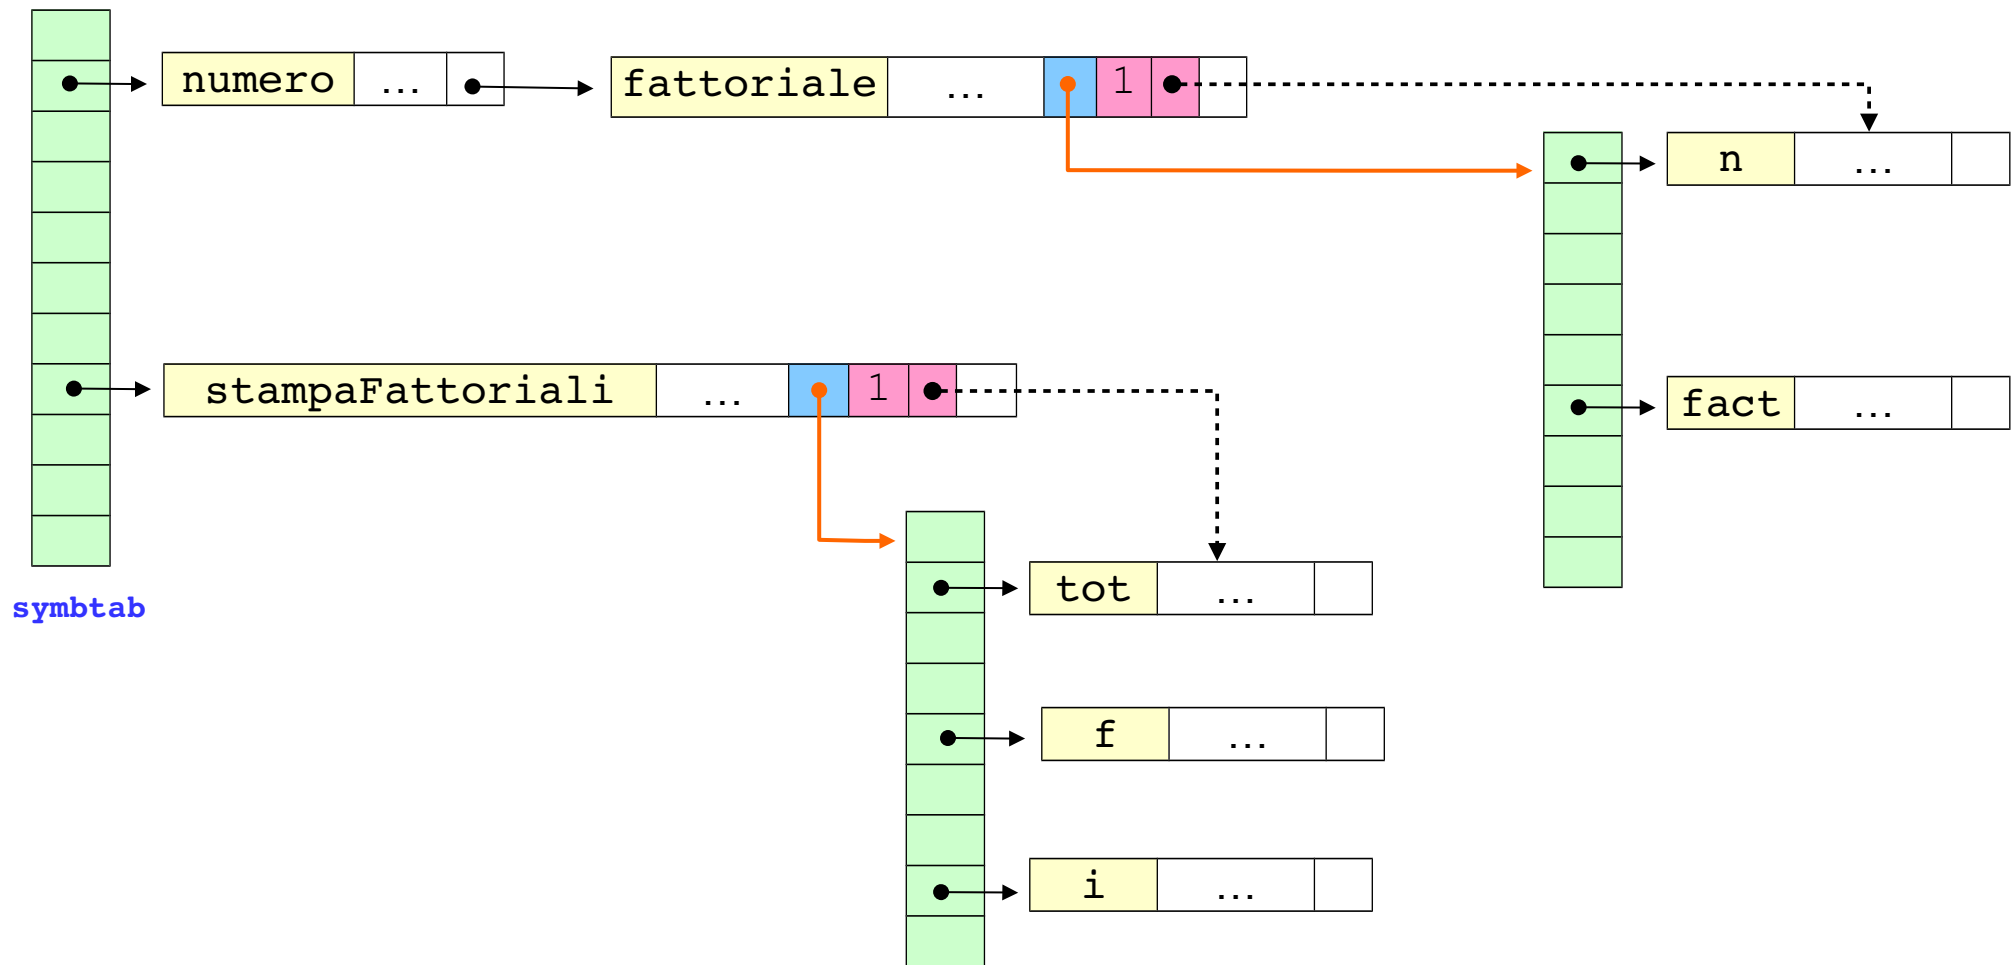 numero ... fattoriale ... 1
n ...
stampaFattoriali ... 1
fact ...
tot ...
symbtab
f ...
i ...